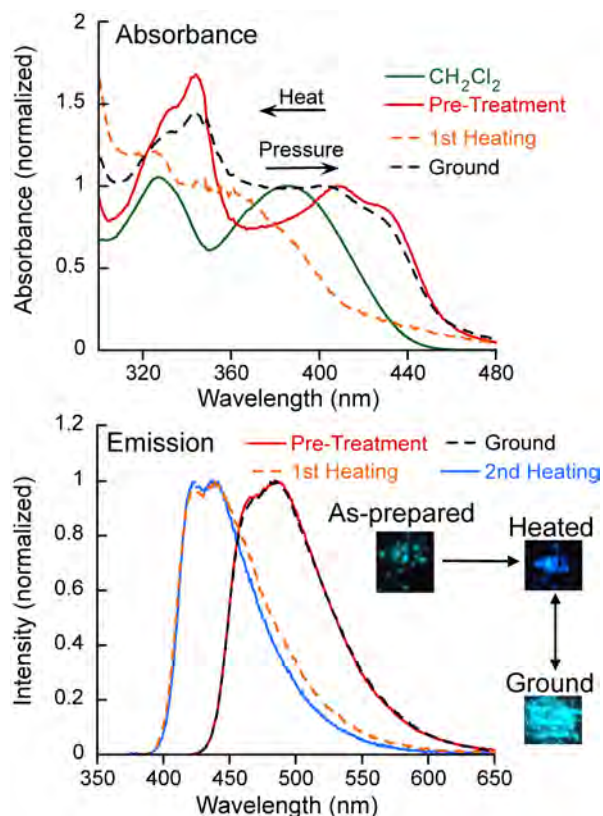 Absorbance
CH₂Cl₂
Pre-Treatment
1st Heating
Ground
Heat
Pressure
Absorbance (normalized)
2
1.5
1
0.5
0
320 360 400 440 480
Wavelength (nm)
Emission
Pre-Treatment Ground
1st Heating 2nd Heating
As-prepared
Heated
Ground
Intensity (normalized)
1.2
1
0.8
0.6
0.4
0.2
0
350 400 450 500 550 600 650
Wavelength (nm)